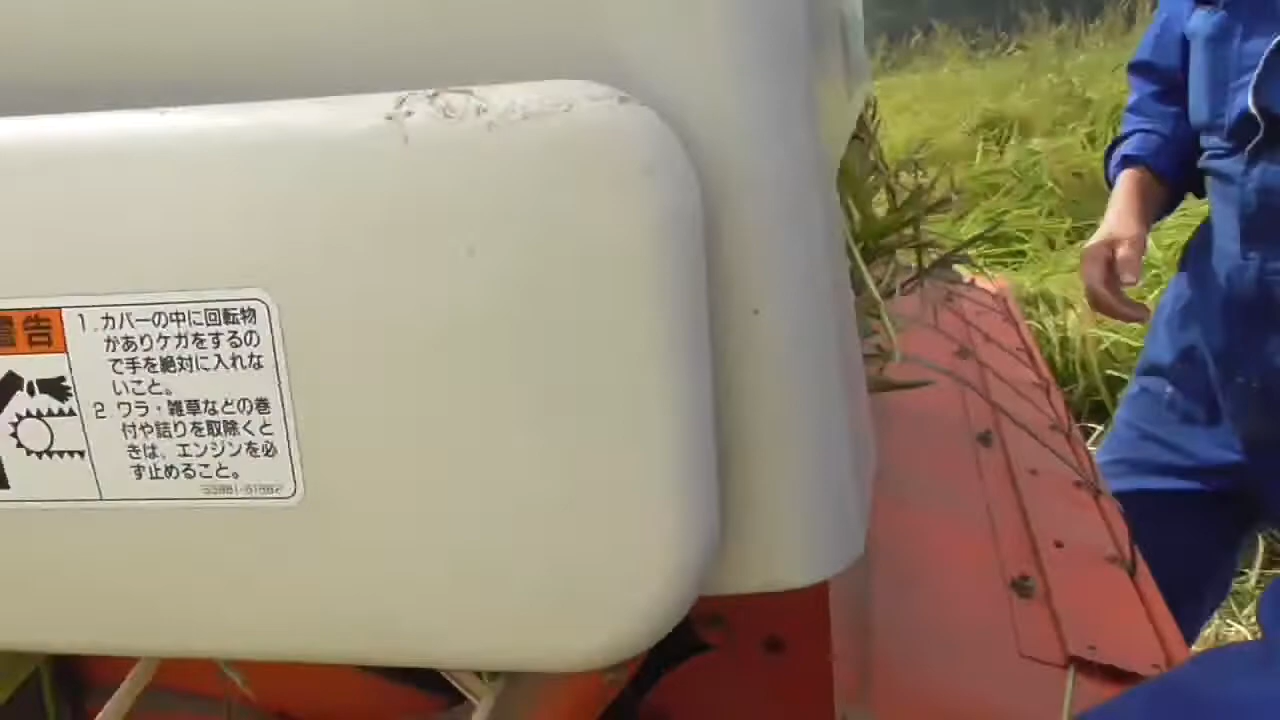 警告
1. カバーの中に回転物
がありケガをするの
で手を絶対に入れな
いこと。
2. ワラ・雑草などの巻
付や詰りを取除くと
きは、エンジンを必
ず止めること。